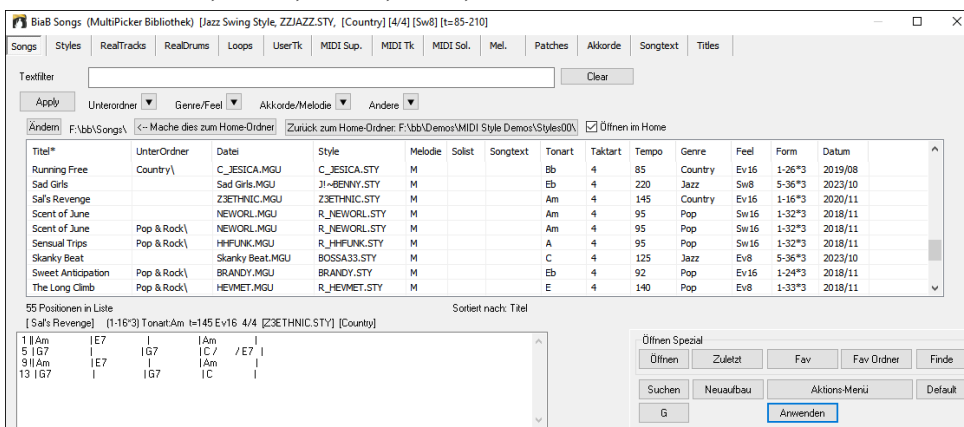 BiaB Songs (MultiPicker Bibliothek) [Jazz Swing Style, ZZJAZZ.STY, [Country] [4/4] [Sw8] [t=85-210]
Songs Styles RealTracks RealDrums Loops UserTk MIDI Sup. MIDI Tk MIDI Sol. Mel. Patches Akkorde Songtext Titles
Textfilter Clear
Apply Unterordner ▼ Genre/Feel ▼ Akkorde/Melodie ▼ Andere ▼
Ändern F:\bb\Songs\ <-- Mache dies zum Home-Ordner Zurück zum Home-Ordner: F:\bb\Demos\MIDI Style Demos\Styles00\ Öffnen im Home
Titel* UnterOrdner Datei Style Melodie Solist Songtext Tonart Taktart Tempo Genre Feel Form Datum
Running Free Country\ C_JESICA.MGU C_JESICA.STY M Bb 4 85 Country Ev16 1-26*3 2019/08
Sad Girls Sad Girls.MGU J!~BENNY.STY M Eb 4 220 Jazz Sw8 5-36*3 2023/10
Sal's Revenge Z3ETHNIC.MGU Z3ETHNIC.STY M Am 4 145 Country Ev16 1-16*3 2020/11
Scent of June NEWORL.MGU R_NEWORL.STY M Am 4 95 Pop Sw16 1-32*3 2018/11
Scent of June Pop & Rock\ NEWORL.MGU R_NEWORL.STY M Am 4 95 Pop Sw16 1-32*3 2018/11
Sensual Trips Pop & Rock\ HHFUNK.MGU R_HHFUNK.STY M A 4 95 Pop Sw16 1-32*3 2018/11
Skanky Beat Skanky Beat.MGU BOSSA33.STY M C 4 125 Jazz Ev8 5-36*3 2023/10
Sweet Anticipation Pop & Rock\ BRANDY.MGU BRANDY.STY M Eb 4 92 Pop Ev16 1-24*3 2018/11
The Long Climb Pop & Rock\ HEVMET.MGU R_HEVMET.STY M E 4 140 Pop Ev8 1-33*3 2018/11
55 Positionen in Liste Sortiert nach: Titel
[ Sal's Revenge] (1-16*3) Tonart:Am t=145 Ev16 4/4 [Z3ETHNIC.STY] [Country]
1 ||Am |E7 | |Am |
5 |G7 | |G7 |C / / E7 |
9 ||Am |E7 | |Am |
13 |G7 | |G7 |C |
Öffnen Spezial
Öffnen Zuletzt Fav Fav Ordner Finde
Suchen Neuaufbau Aktions-Menü Default
G Anwenden